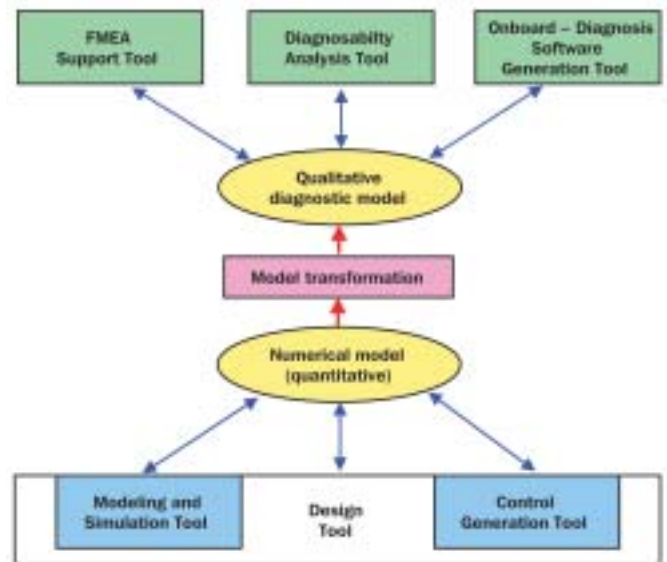 FMEA
Support Tool
Diagnosabilty
Analysis Tool
Onboard – Diagnosis
Software
Generation Tool
Qualitative
diagnostic model
Model transformation
Numerical model
(quantitative)
Modeling and
Simulation Tool
Design
Tool
Control
Generation Tool